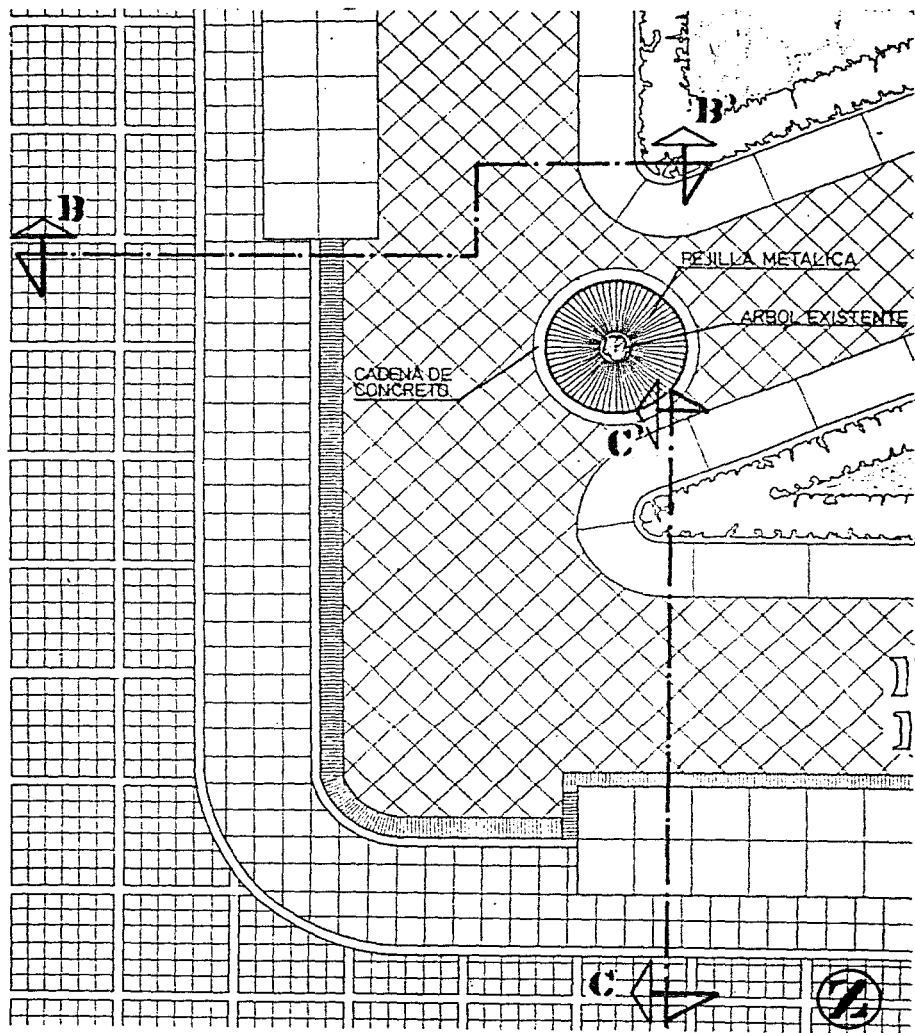 B'
B
REJILLA METALICA
ARBOL EXISTENTE
CADENA DE
CONCRETO.
C'
C